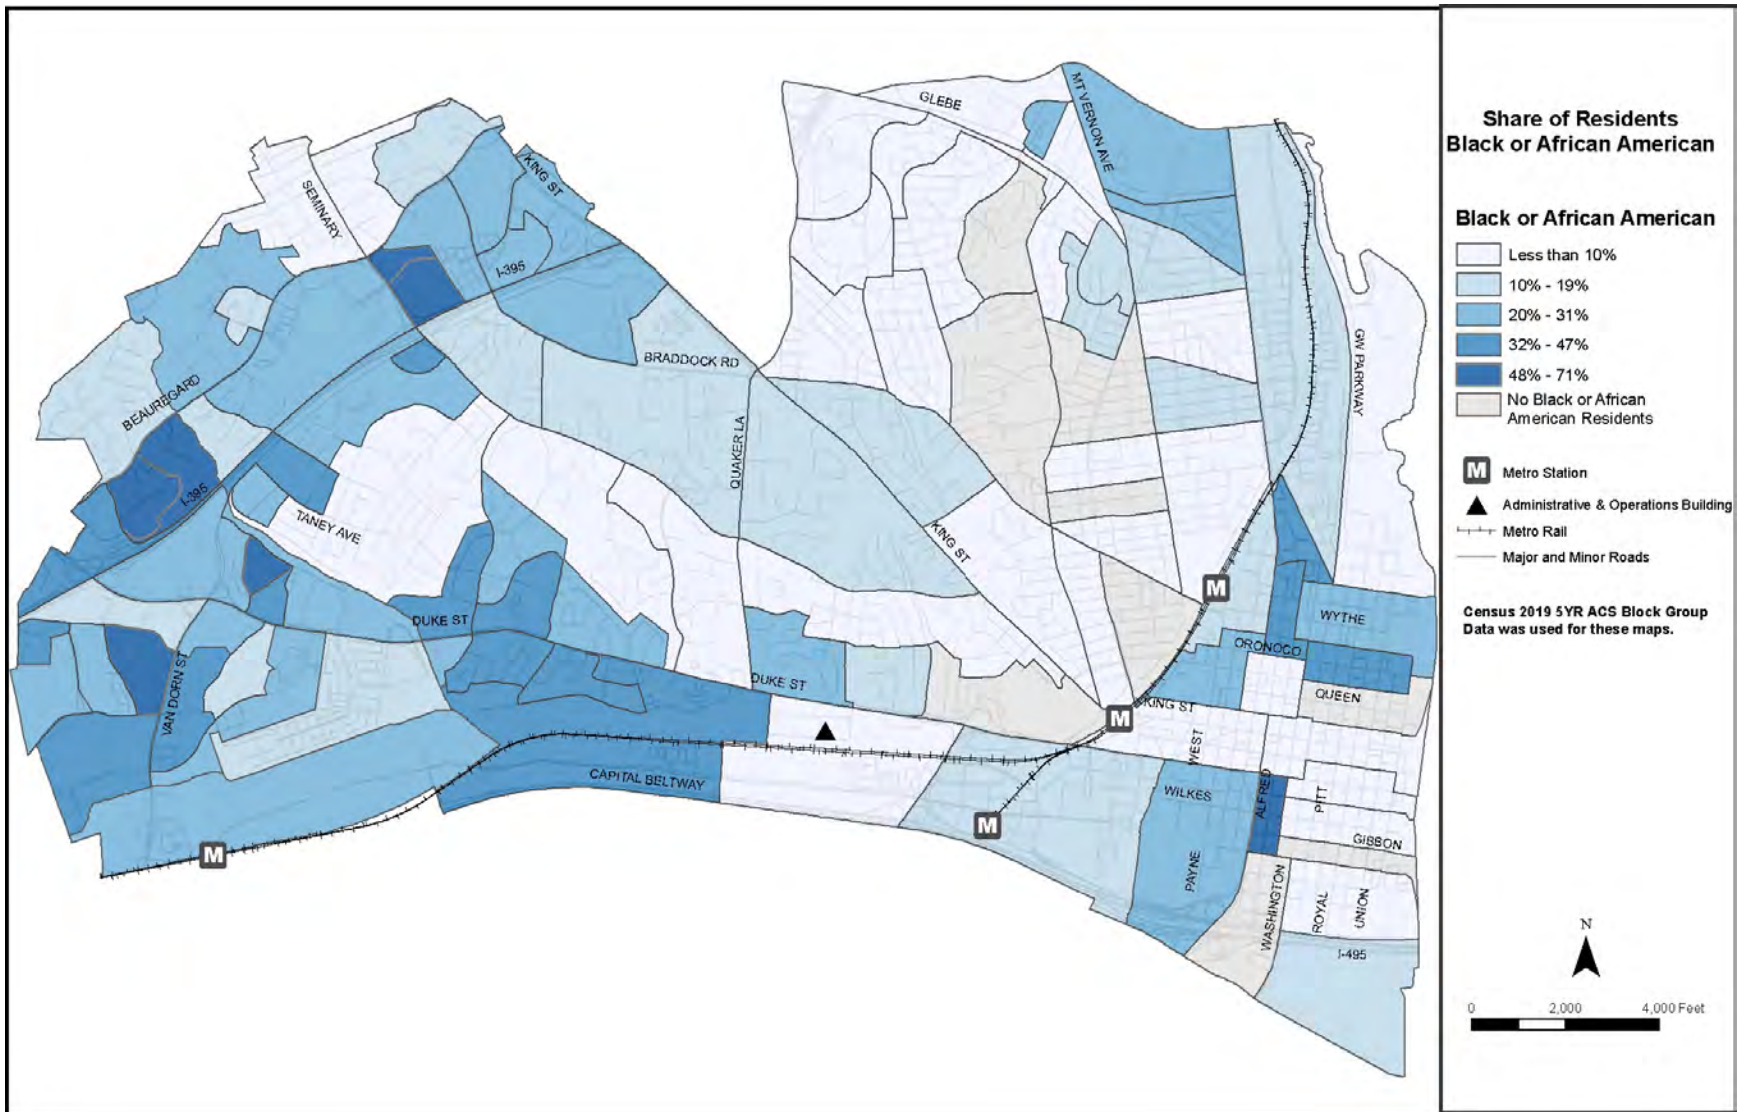 GLEBE
MT VERNON AVE
KING ST
SEMINARY
I-395
BRADDOCK RD
GW PARKWAY
BEAUREGARD
QUAKER LA
I-395
TANEY AVE
KING ST
DUKE ST
WYTHE
ORONOCO
VAN DORN ST
DUKE ST
QUEEN
KING ST
WEST
CAPITAL BELTWAY
WILKES
ALFRED
PITT
GIBBON
PAYNE
WASHINGTON
ROYAL
UNION
I-495
M
M
M
M
Share of Residents
Black or African American
Black or African American
Less than 10%
10% - 19%
20% - 31%
32% - 47%
48% - 71%
No Black or African
American Residents
M Metro Station
Administrative & Operations Building
Metro Rail
Major and Minor Roads
Census 2019 5YR ACS Block Group
Data was used for these maps.
N
0 2,000 4,000 Feet